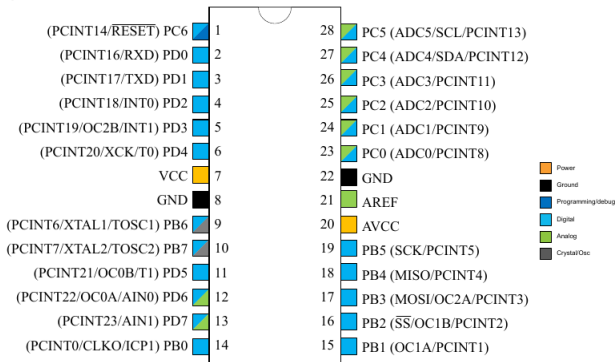 (PCINT14/RESET) PC6 1
(PCINT16/RXD) PD0 2
(PCINT17/TXD) PD1 3
(PCINT18/INT0) PD2 4
(PCINT19/OC2B/INT1) PD3 5
(PCINT20/XCK/T0) PD4 6
VCC 7
GND 8
(PCINT6/XTAL1/TOSC1) PB6 9
(PCINT7/XTAL2/TOSC2) PB7 10
(PCINT21/OC0B/T1) PD5 11
(PCINT22/OC0A/AIN0) PD6 12
(PCINT23/AIN1) PD7 13
(PCINT0/CLKO/ICP1) PB0 14
28 PC5 (ADC5/SCL/PCINT13)
27 PC4 (ADC4/SDA/PCINT12)
26 PC3 (ADC3/PCINT11)
25 PC2 (ADC2/PCINT10)
24 PC1 (ADC1/PCINT9)
23 PC0 (ADC0/PCINT8)
22 GND
21 AREF
20 AVCC
19 PB5 (SCK/PCINT5)
18 PB4 (MISO/PCINT4)
17 PB3 (MOSI/OC2A/PCINT3)
16 PB2 (SS/OC1B/PCINT2)
15 PB1 (OC1A/PCINT1)
Power
Ground
Programming/debug
Digital
Analog
Crystal/Osc